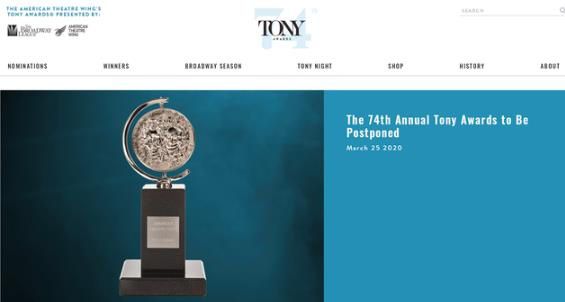 THE AMERICAN THEATRE WING'S
TONY AWARDS® PRESENTED BY:
THE BROADWAY LEAGUE
AMERICAN THEATRE WING
74
TONY
AWARDS
SEARCH
NOMINATIONS
WINNERS
BROADWAY SEASON
TONY NIGHT
SHOP
HISTORY
ABOUT
The 74th Annual Tony Awards to Be
Postponed
March 25 2020